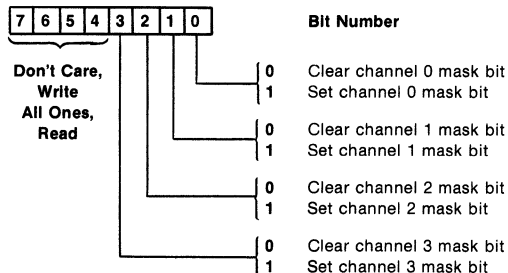 7 6 5 4 3 2 1 0 Bit Number
Don't Care,
Write
All Ones,
Read
0 Clear channel 0 mask bit
1 Set channel 0 mask bit
0 Clear channel 1 mask bit
1 Set channel 1 mask bit
0 Clear channel 2 mask bit
1 Set channel 2 mask bit
0 Clear channel 3 mask bit
1 Set channel 3 mask bit